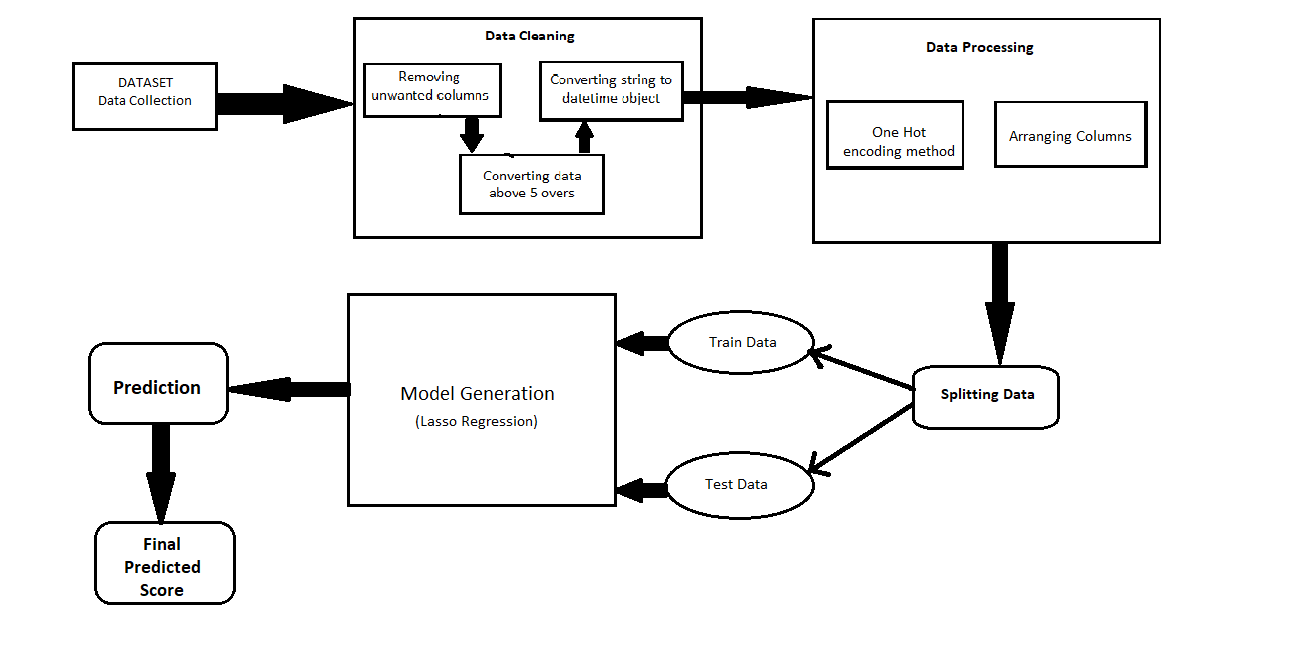 DATASET
Data Collection
Data Cleaning
Removing
unwanted columns
Converting data
above 5 overs
Converting string to
datetime object
Data Processing
One Hot
encoding method
Arranging Columns
Splitting Data
Train Data
Test Data
Model Generation
(Lasso Regression)
Prediction
Final
Predicted
Score